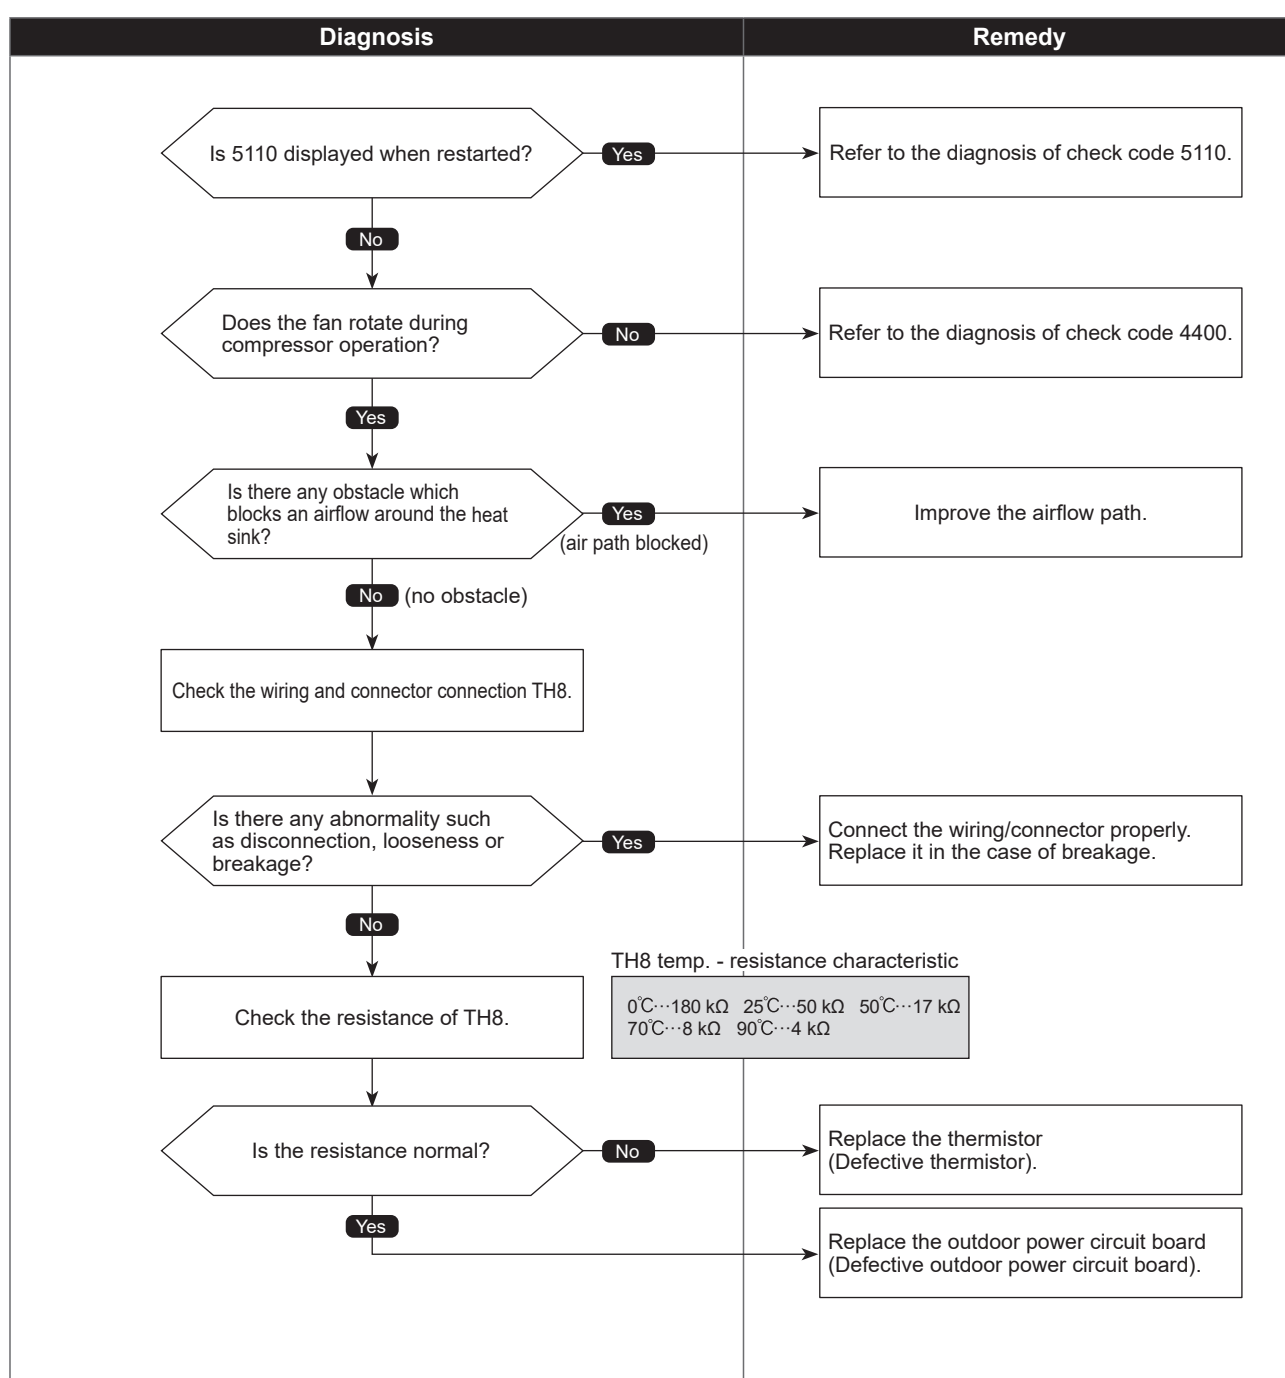 Diagnosis
Remedy
Is 5110 displayed when restarted?
Yes
Refer to the diagnosis of check code 5110.
No
Does the fan rotate during
compressor operation?
No
Refer to the diagnosis of check code 4400.
Yes
Is there any obstacle which
blocks an airflow around the heat
sink?
Yes
(air path blocked)
Improve the airflow path.
No (no obstacle)
Check the wiring and connector connection TH8.
Is there any abnormality such
as disconnection, looseness or
breakage?
Yes
Connect the wiring/connector properly.
Replace it in the case of breakage.
No
TH8 temp. - resistance characteristic
0℃···180 kΩ 25℃···50 kΩ 50℃···17 kΩ
70℃···8 kΩ 90℃···4 kΩ
Check the resistance of TH8.
Is the resistance normal?
No
Replace the thermistor
(Defective thermistor).
Yes
Replace the outdoor power circuit board
(Defective outdoor power circuit board).